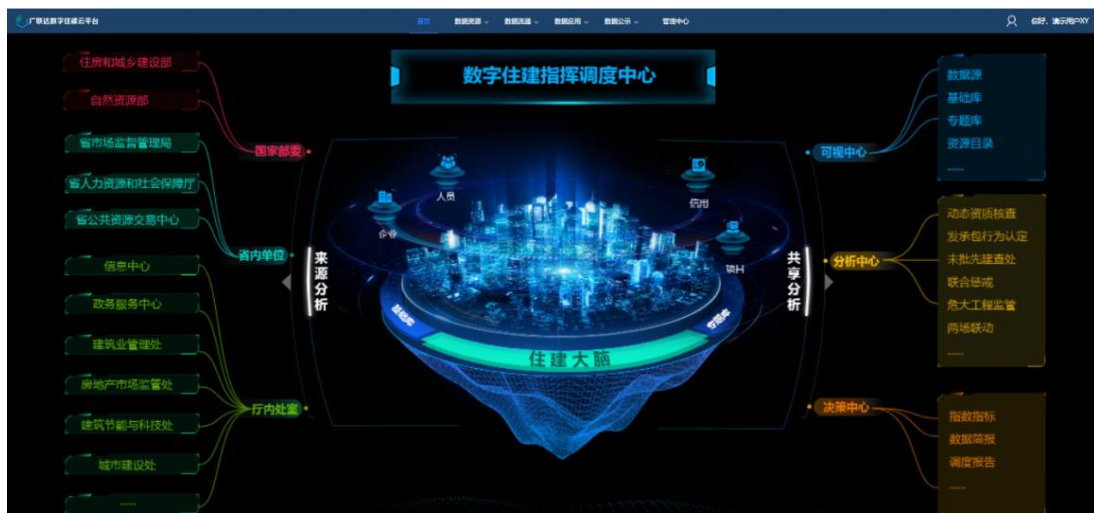 广联达数字住建云平台
首页
数据资源
数据流通
数据应用
数据公示
管理中心
你好，演示用户XY
数字住建指挥调度中心
住房和城乡建设部
自然资源部
国家部委
省市场监督管理局
省人力资源和社会保障厅
省公共资源交易中心
省内单位
信息中心
政务服务中心
建筑业管理处
房地产市场监管处
建筑节能与科技处
城市建设处
......
厅内处室
来源分析
人员
企业
信用
项目
基础库
专题库
住建大脑
共享分析
可视中心
数据源
基础库
专题库
资源目录
......
分析中心
动态资质核查
发承包行为认定
未批先建查处
联合惩戒
危大工程监管
两场联动
......
决策中心
指数指标
数据简报
调度报告
......